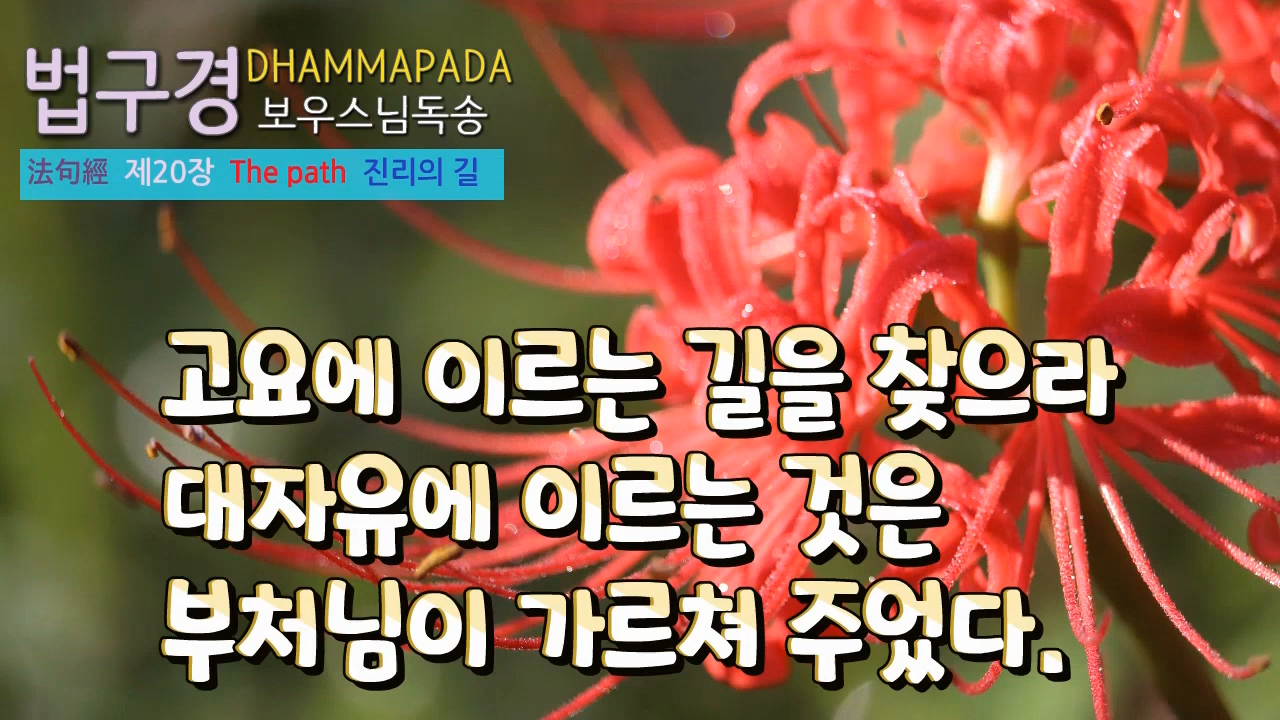 법구경 DHAMMAPADA
보우스님독송
法句經 제20장 The path 진리의 길
고요에 이르는 길을 찾으라
대자유에 이르는 것은
부처님이 가르쳐 주었다.